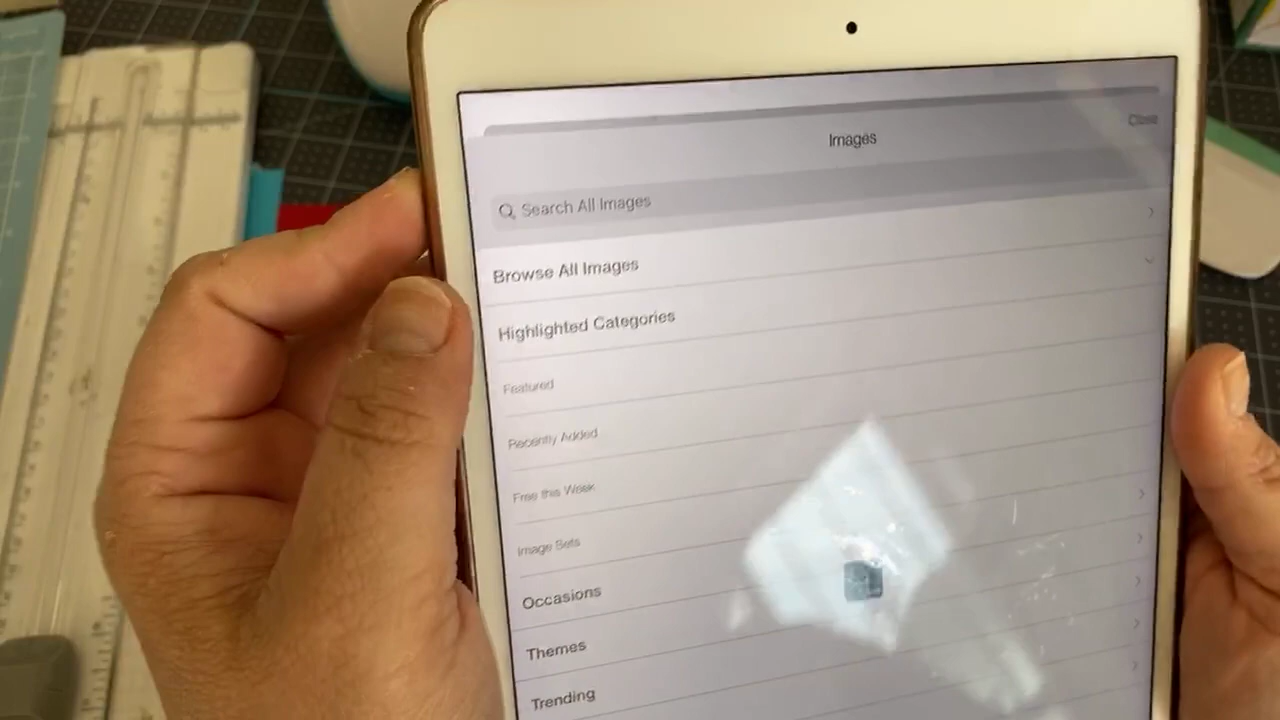 Images
Close
Search All Images
Browse All Images
Highlighted Categories
Featured
Recently Added
Free this Week
Image Sets
Occasions
Themes
Trending